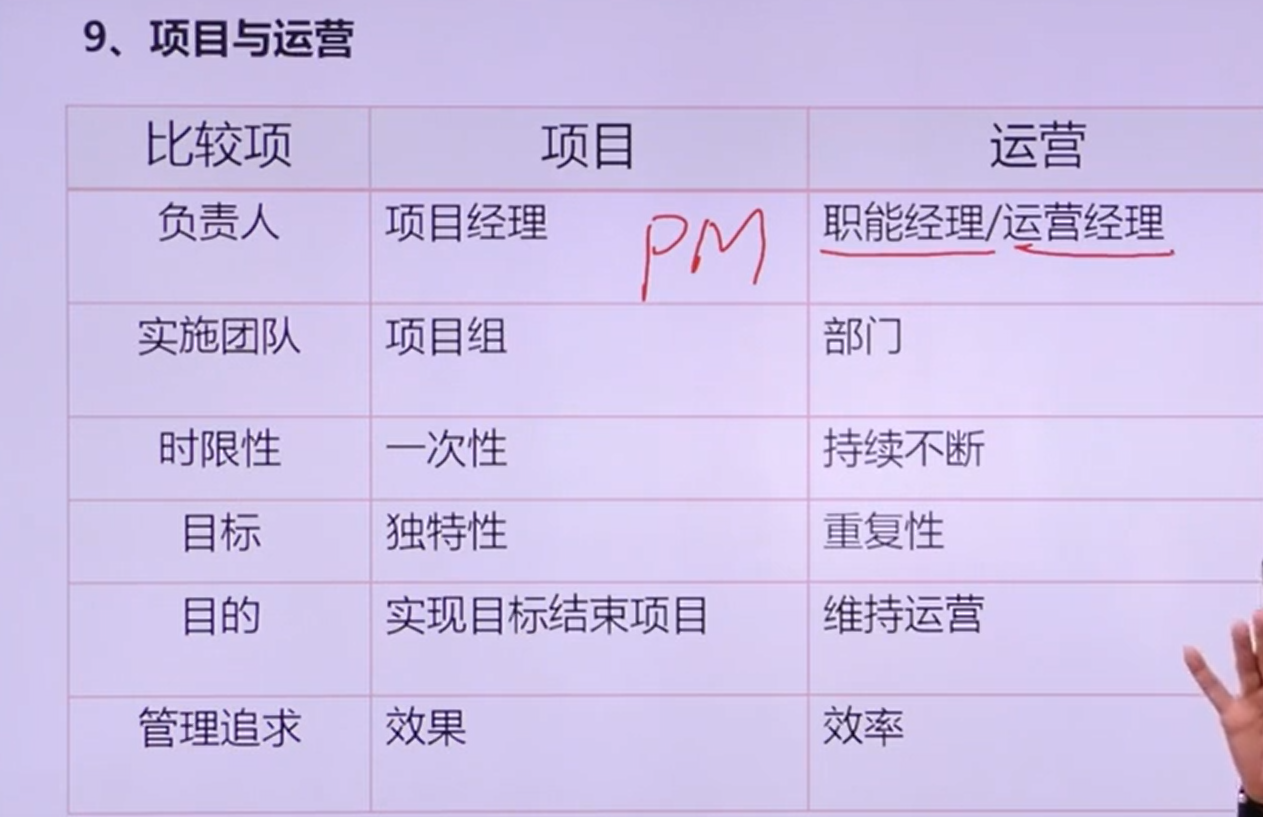 9、项目与运营
比较项 项目 运营
负责人 项目经理 PM 职能经理/运营经理
实施团队 项目组 部门
时限性 一次性 持续不断
目标 独特性 重复性
目的 实现目标结束项目 维持运营
管理追求 效果 效率